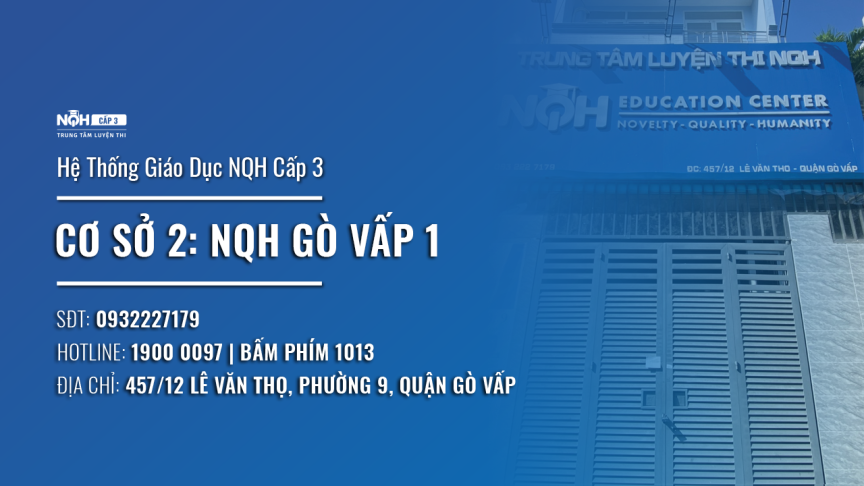 NQH CẤP 3
TRUNG TÂM LUYỆN THI
Hệ Thống Giáo Dục NQH Cấp 3
CƠ SỞ 2: NQH GÒ VẤP 1
SĐT: 0932227179
HOTLINE: 1900 0097 | BẤM PHÍM 1013
ĐỊA CHỈ: 457/12 LÊ VĂN THỌ, PHƯỜNG 9, QUẬN GÒ VẤP
TRUNG TÂM LUYỆN THI NQH
NQH EDUCATION CENTER
NOVELTY - QUALITY - HUMANITY
ĐC: 457/12 LÊ VĂN THỌ - QUẬN GÒ VẤP